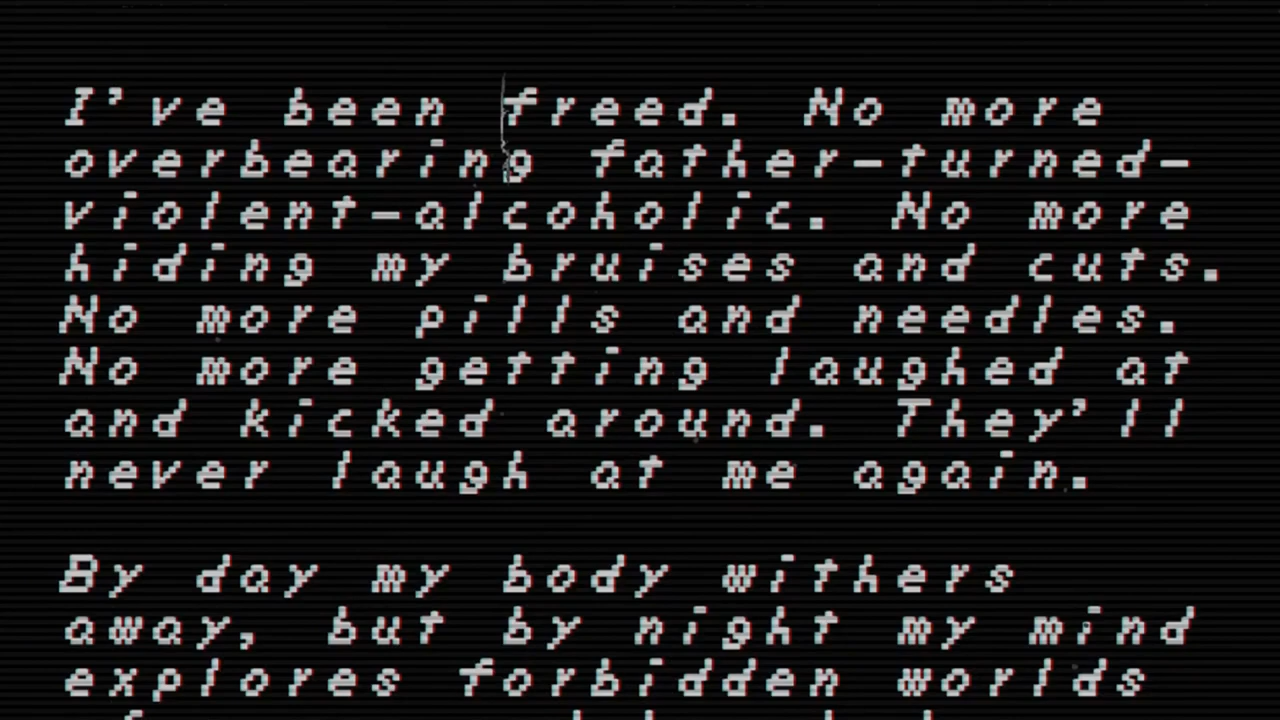 I've been freed. No more
overbearing father-turned-
violent-alcoholic. No more
hiding my bruises and cuts.
No more pills and needles.
No more getting laughed at
and kicked around. They'll
never laugh at me again.
By day my body withers
away, but by night my mind
explores forbidden worlds